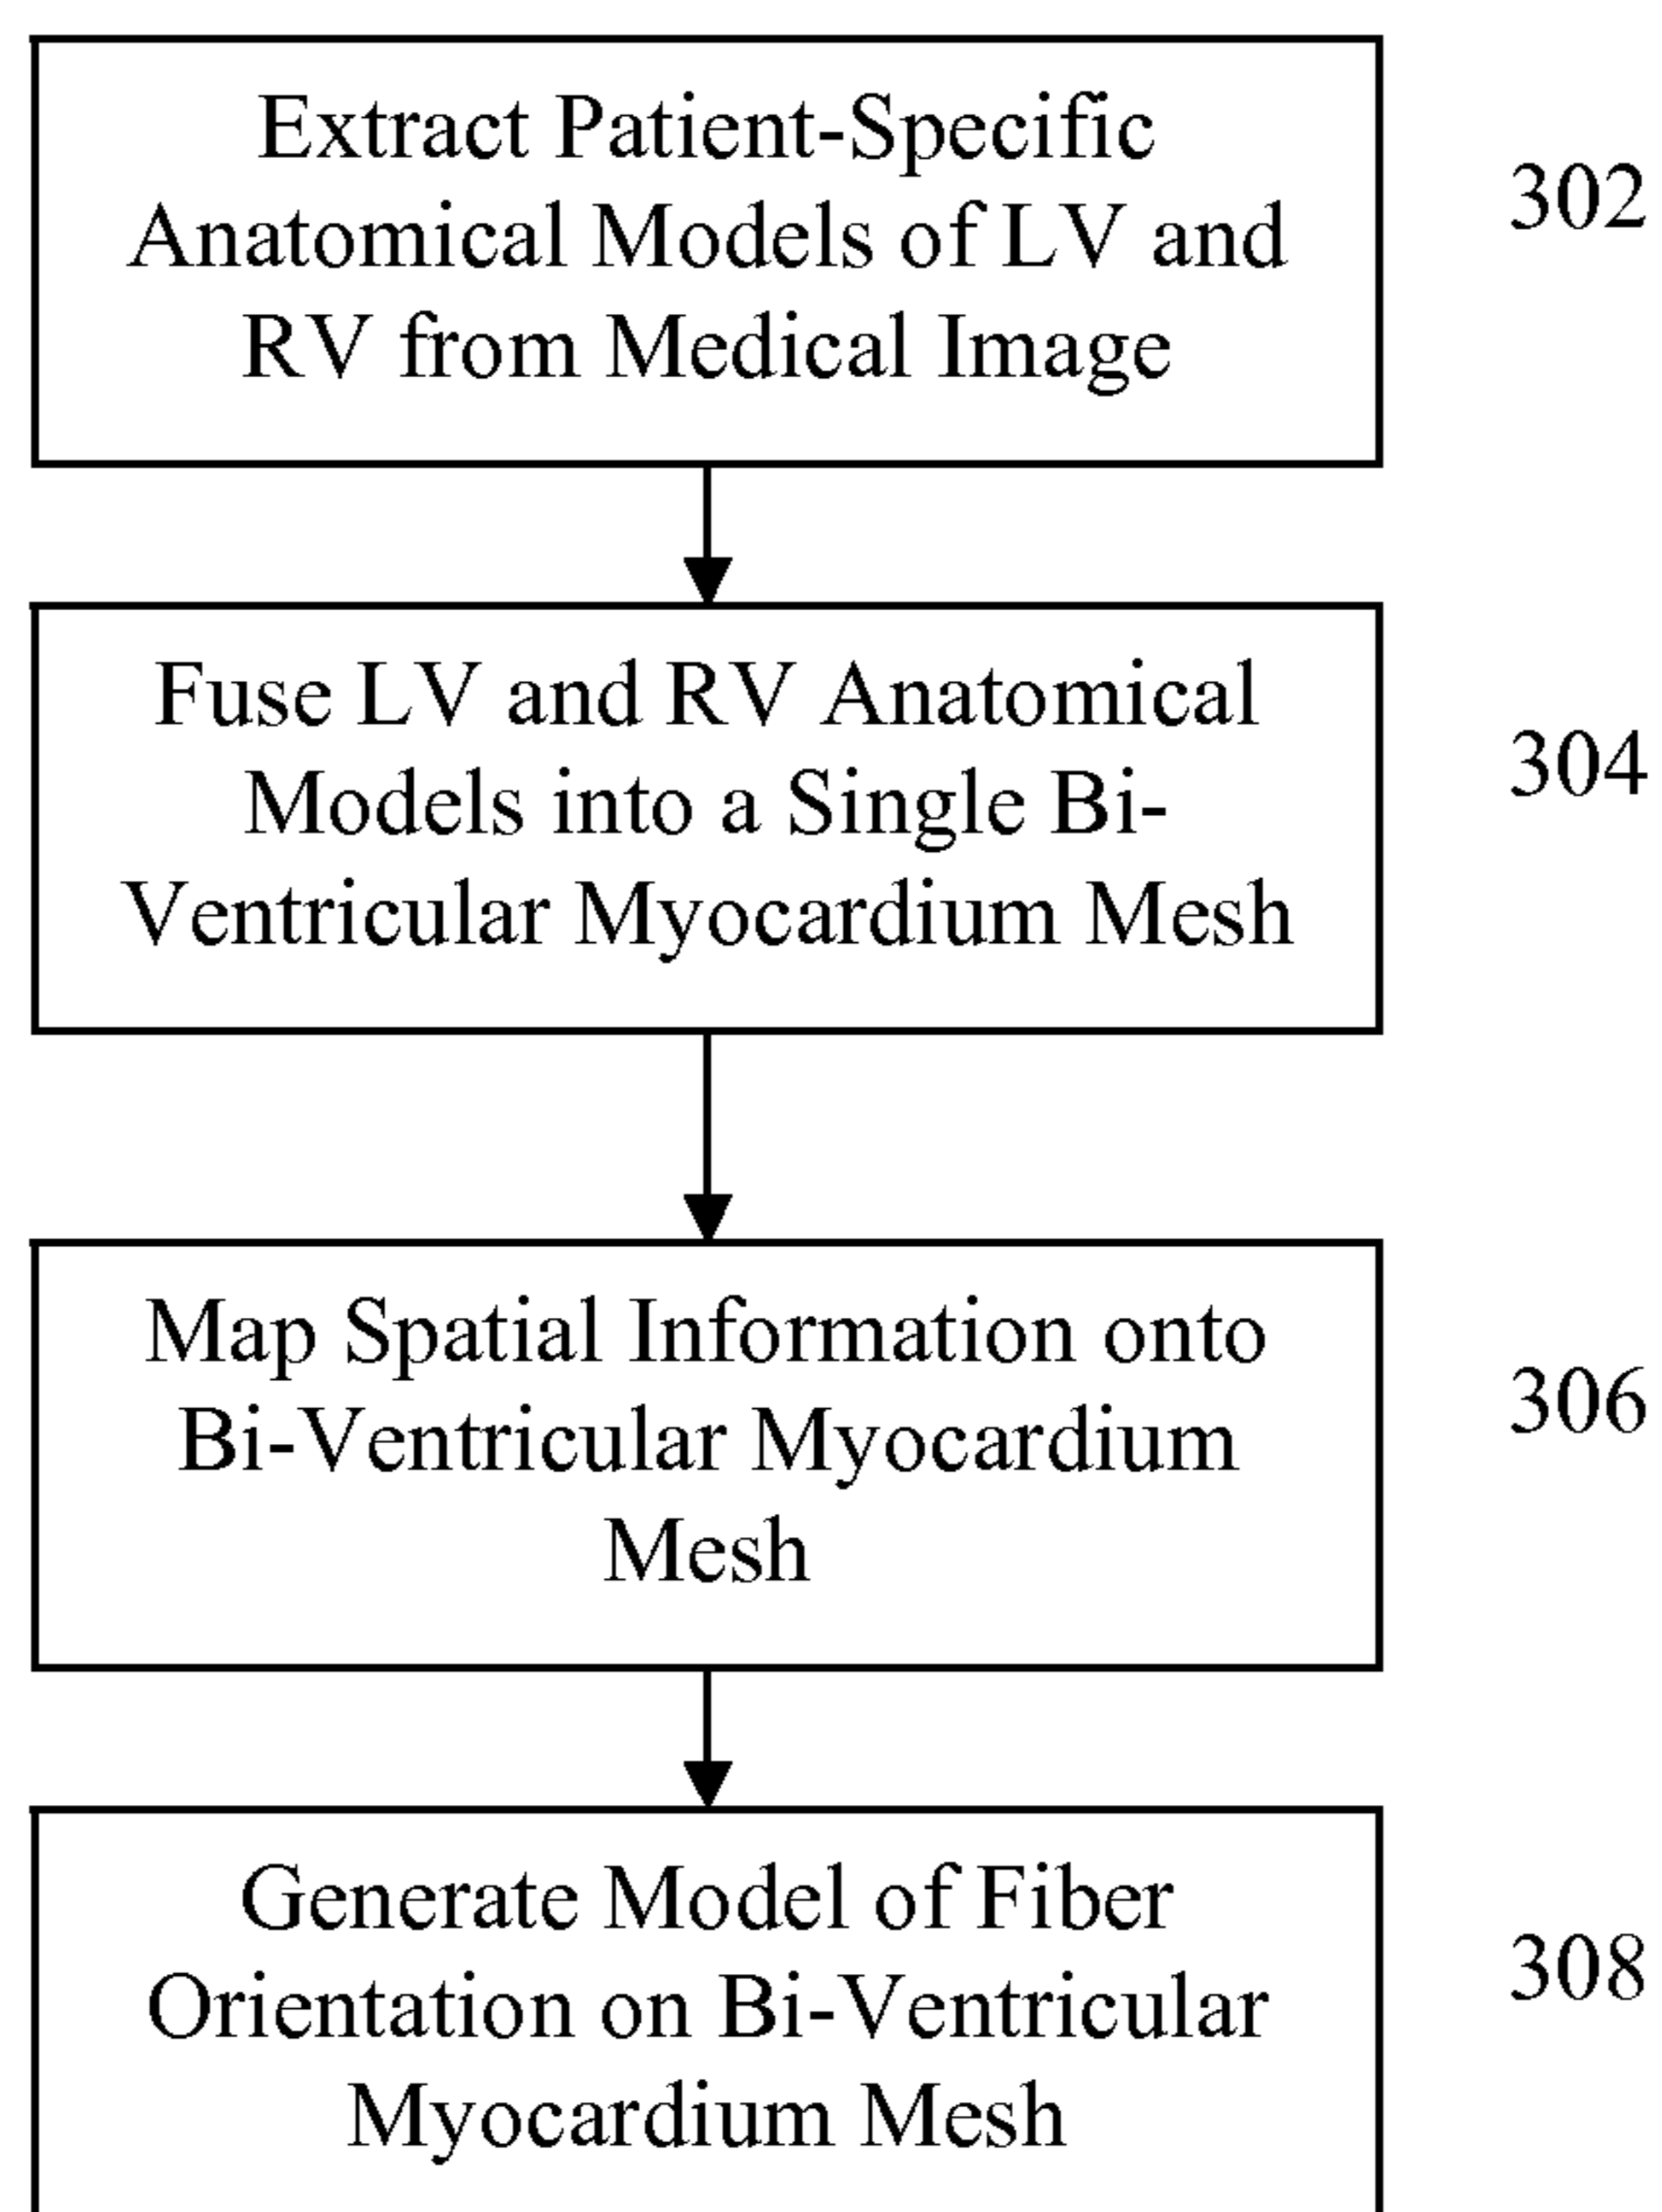 Extract Patient-Specific
Anatomical Models of LV and
RV from Medical Image
302
Fuse LV and RV Anatomical
Models into a Single Bi-
Ventricular Myocardium Mesh
304
Map Spatial Information onto
Bi-Ventricular Myocardium
Mesh
306
Generate Model of Fiber
Orientation on Bi-Ventricular
Myocardium Mesh
308